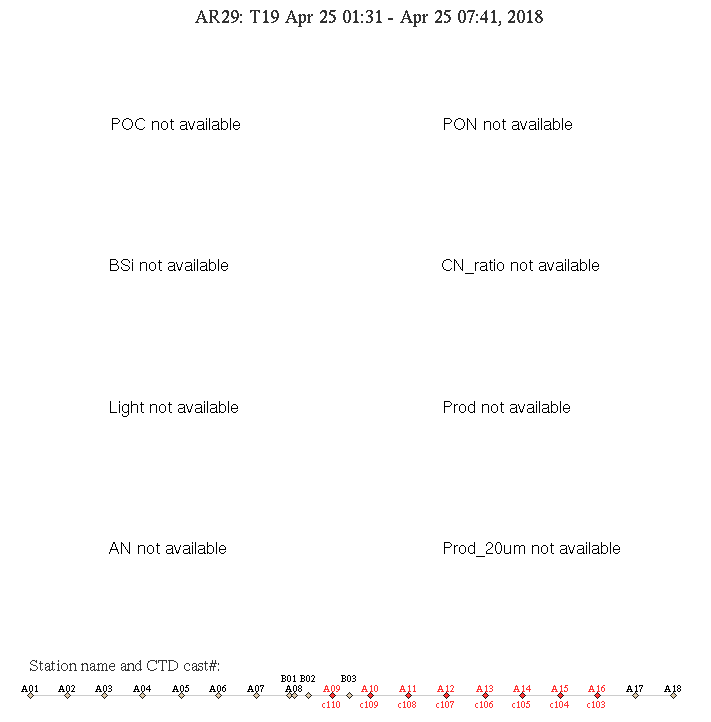 AR29: T19 Apr 25 01:31 - Apr 25 07:41, 2018
POC not available
PON not available
BSi not available
CN_ratio not available
Light not available
Prod not available
AN not available
Prod_20um not available
Station name and CTD cast#:
B01 B02 B03
A01 A02 A03 A04 A05 A06 A07 A08 A09 A10 A11 A12 A13 A14 A15 A16 A17 A18
c110 c109 c108 c107 c106 c105 c104 c103